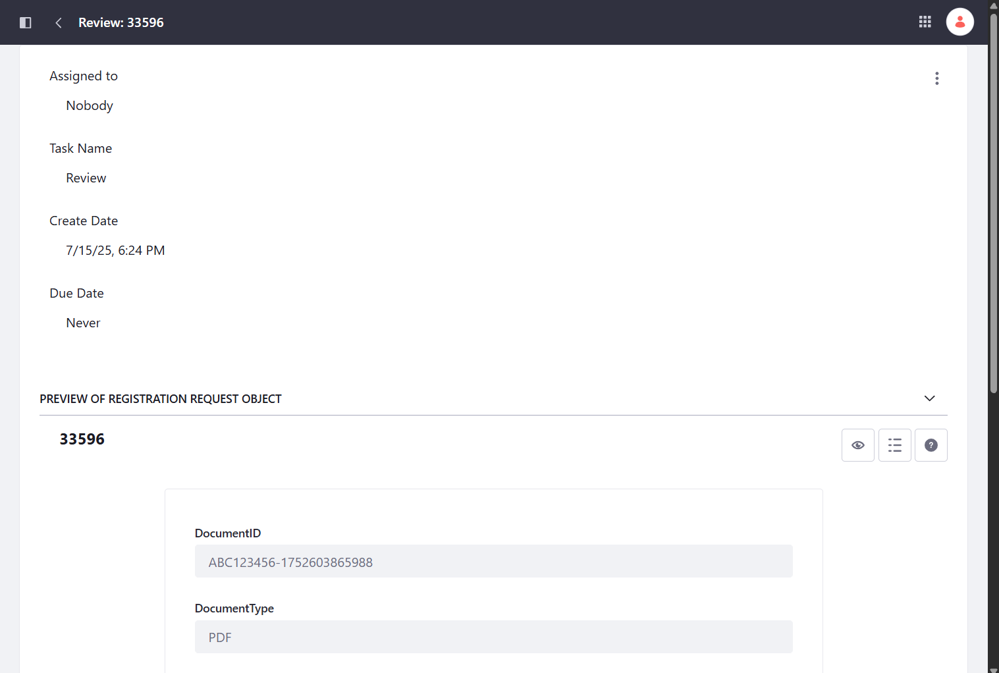 Review: 33596
Assigned to
Nobody
Task Name
Review
Create Date
7/15/25, 6:24 PM
Due Date
Never
PREVIEW OF REGISTRATION REQUEST OBJECT
33596
DocumentID
ABC123456-1752603865988
DocumentType
PDF